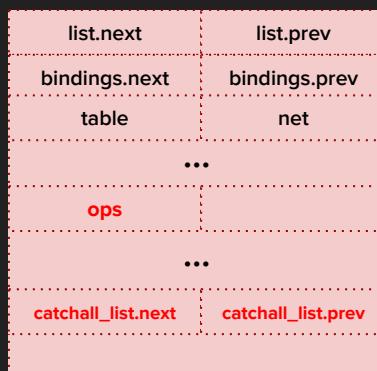 list.next list.prev
bindings.next bindings.prev
table net
...
ops
...
catchall_list.next catchall_list.prev